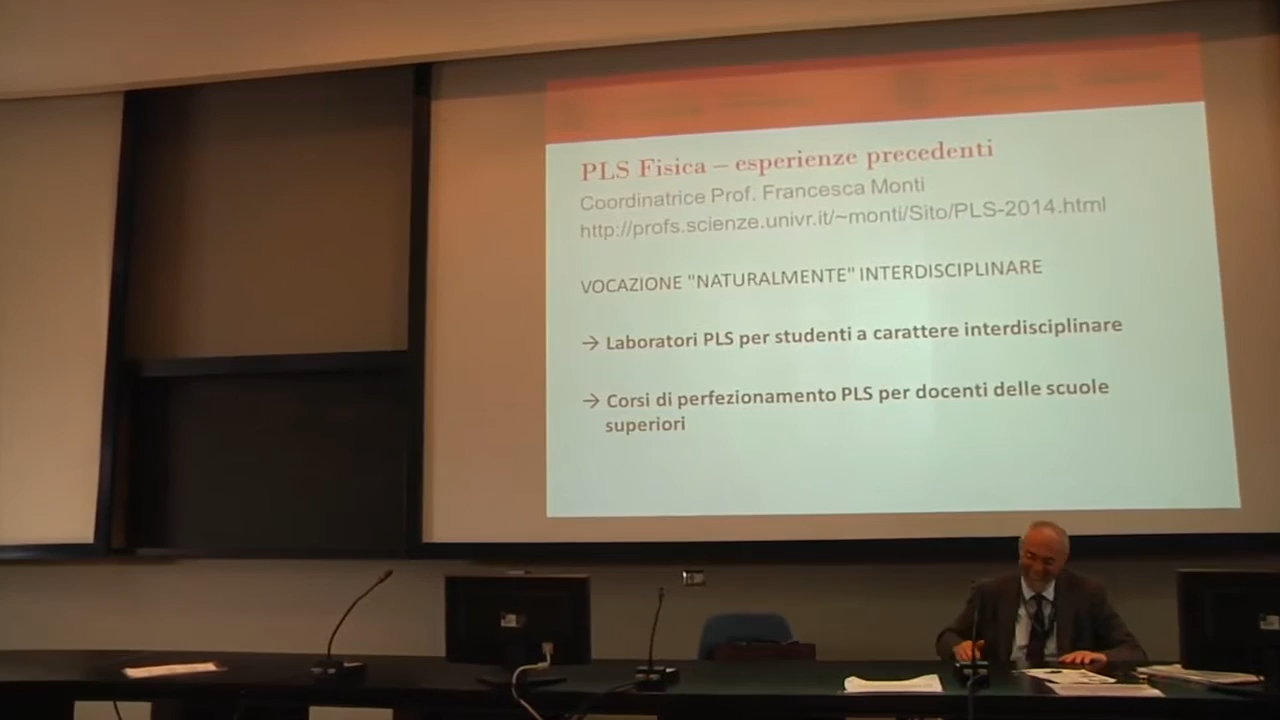 PLS Fisica – esperienze precedenti
Coordinatrice Prof. Francesca Monti
http://profs.scienze.univr.it/~monti/Sito/PLS-2014.html
VOCAZIONE "NATURALMENTE" INTERDISCIPLINARE
→ Laboratori PLS per studenti a carattere interdisciplinare
→ Corsi di perfezionamento PLS per docenti delle scuole
superiori